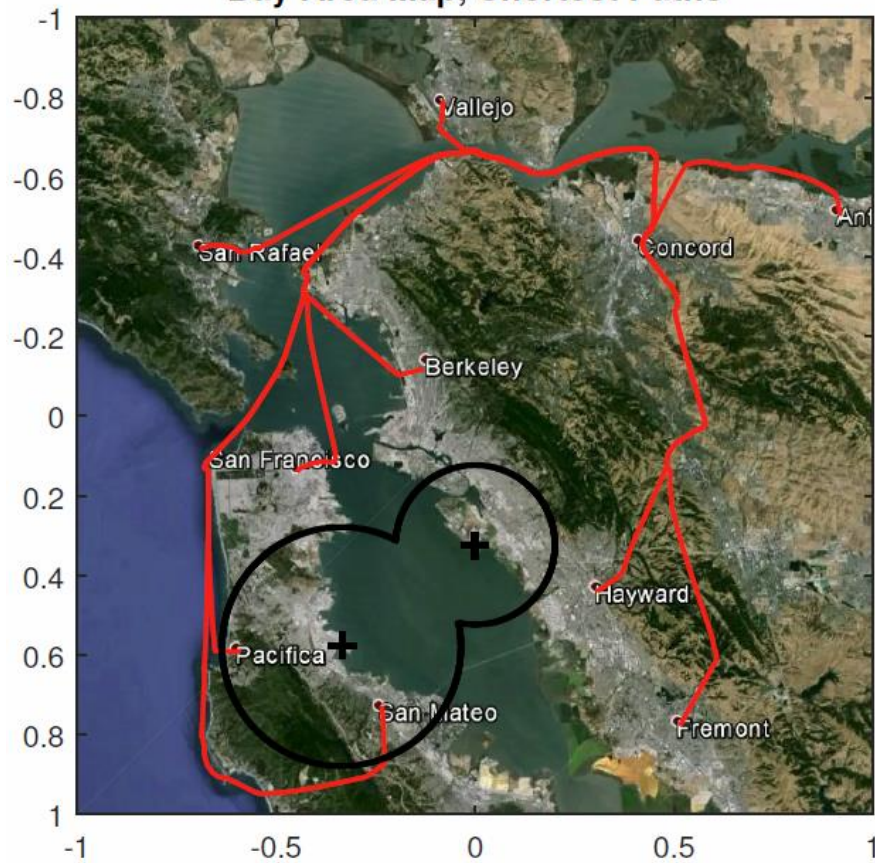 -1
-0.8
Vallejo
-0.6
Ant
San Rafael
Concord
-0.4
-0.2
Berkeley
0
San Francisco
0.2
0.4
Hayward
0.6
Pacifica
San Mateo
Fremont
0.8
1
-1
-0.5
0
0.5
1